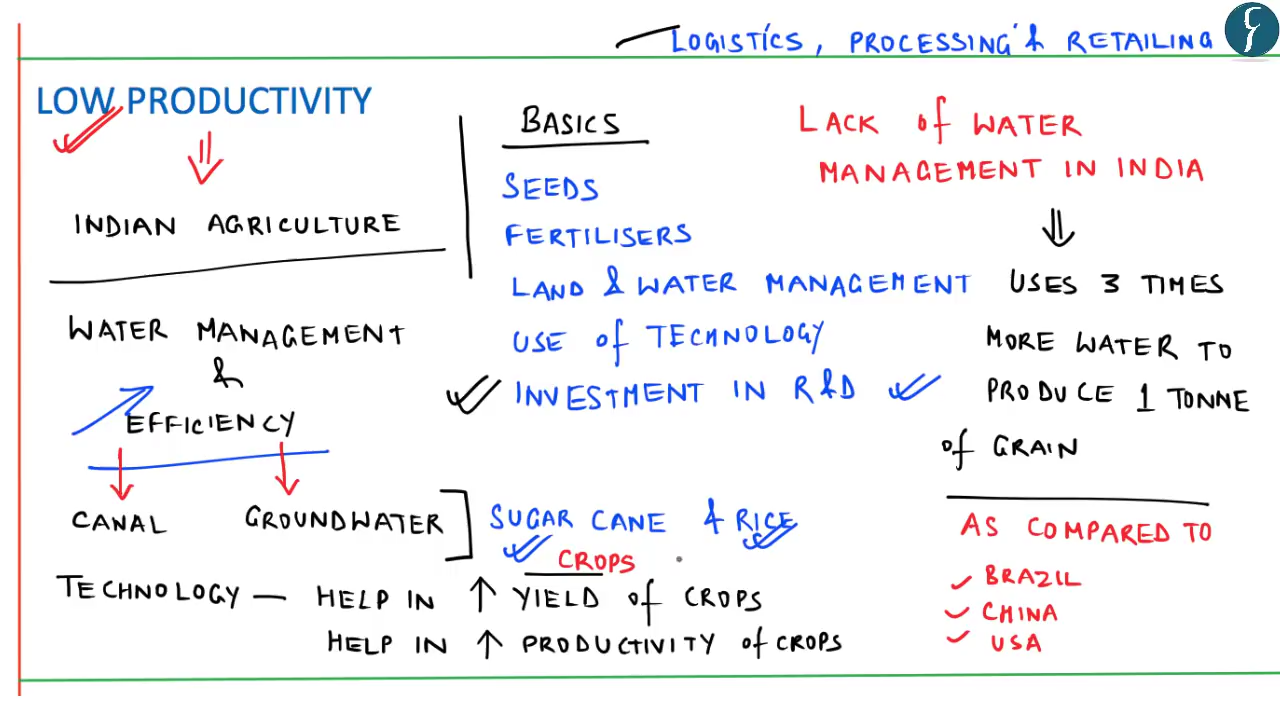 LOGISTICS, PROCESSING & RETAILING
LOW PRODUCTIVITY
INDIAN AGRICULTURE
WATER MANAGEMENT
&
EFFICIENCY
CANAL
GROUNDWATER
SUGAR CANE & RICE
CROPS
TECHNOLOGY — HELP IN ↑ YIELD of CROPS
HELP IN ↑ PRODUCTIVITY of CROPS
BASICS
SEEDS
FERTILISERS
LAND & WATER MANAGEMENT
USE of TECHNOLOGY
INVESTMENT IN R&D
LACK of WATER
MANAGEMENT IN INDIA
USES 3 TIMES
MORE WATER TO
PRODUCE 1 TONNE
of GRAIN
AS COMPARED TO
BRAZIL
CHINA
USA